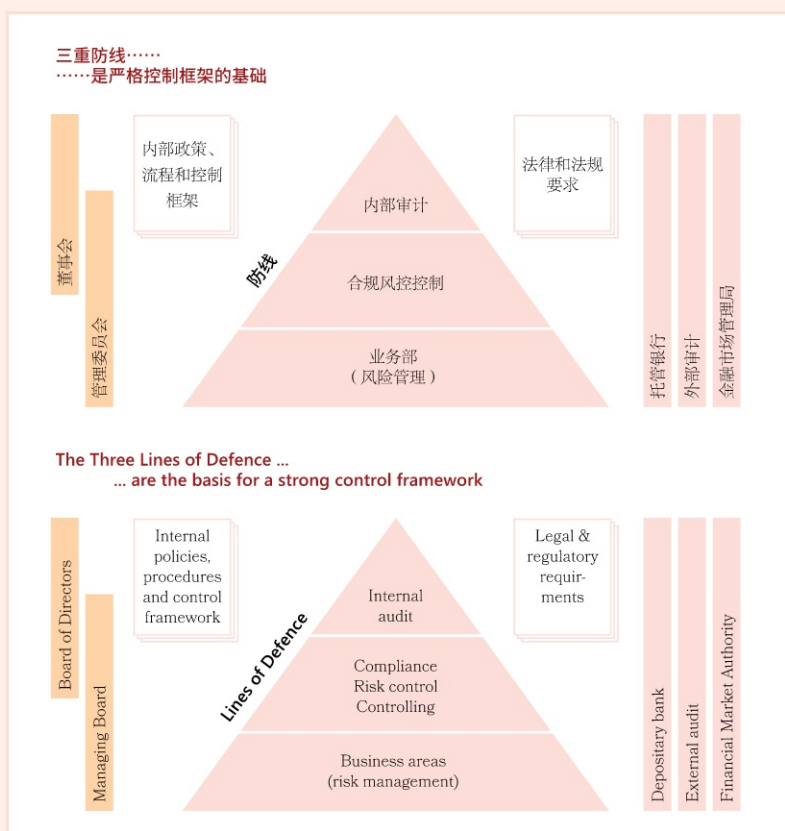 三重防线……
……是严格控制框架的基础
董事会
管理委员会
内部政策、
流程和控制
框架
防线
内部审计
合规风控控制
业务部
（风险管理）
法律和法规
要求
托管银行
外部审计
金融市场管理局
The Three Lines of Defence ...
... are the basis for a strong control framework
Board of Directors
Managing Board
Internal
policies,
procedures
and control
framework
Lines of Defence
Internal
audit
Compliance
Risk control
Controlling
Business areas
(risk management)
Legal &
regulatory
requir-
ments
Depositary bank
External audit
Financial Market Authority